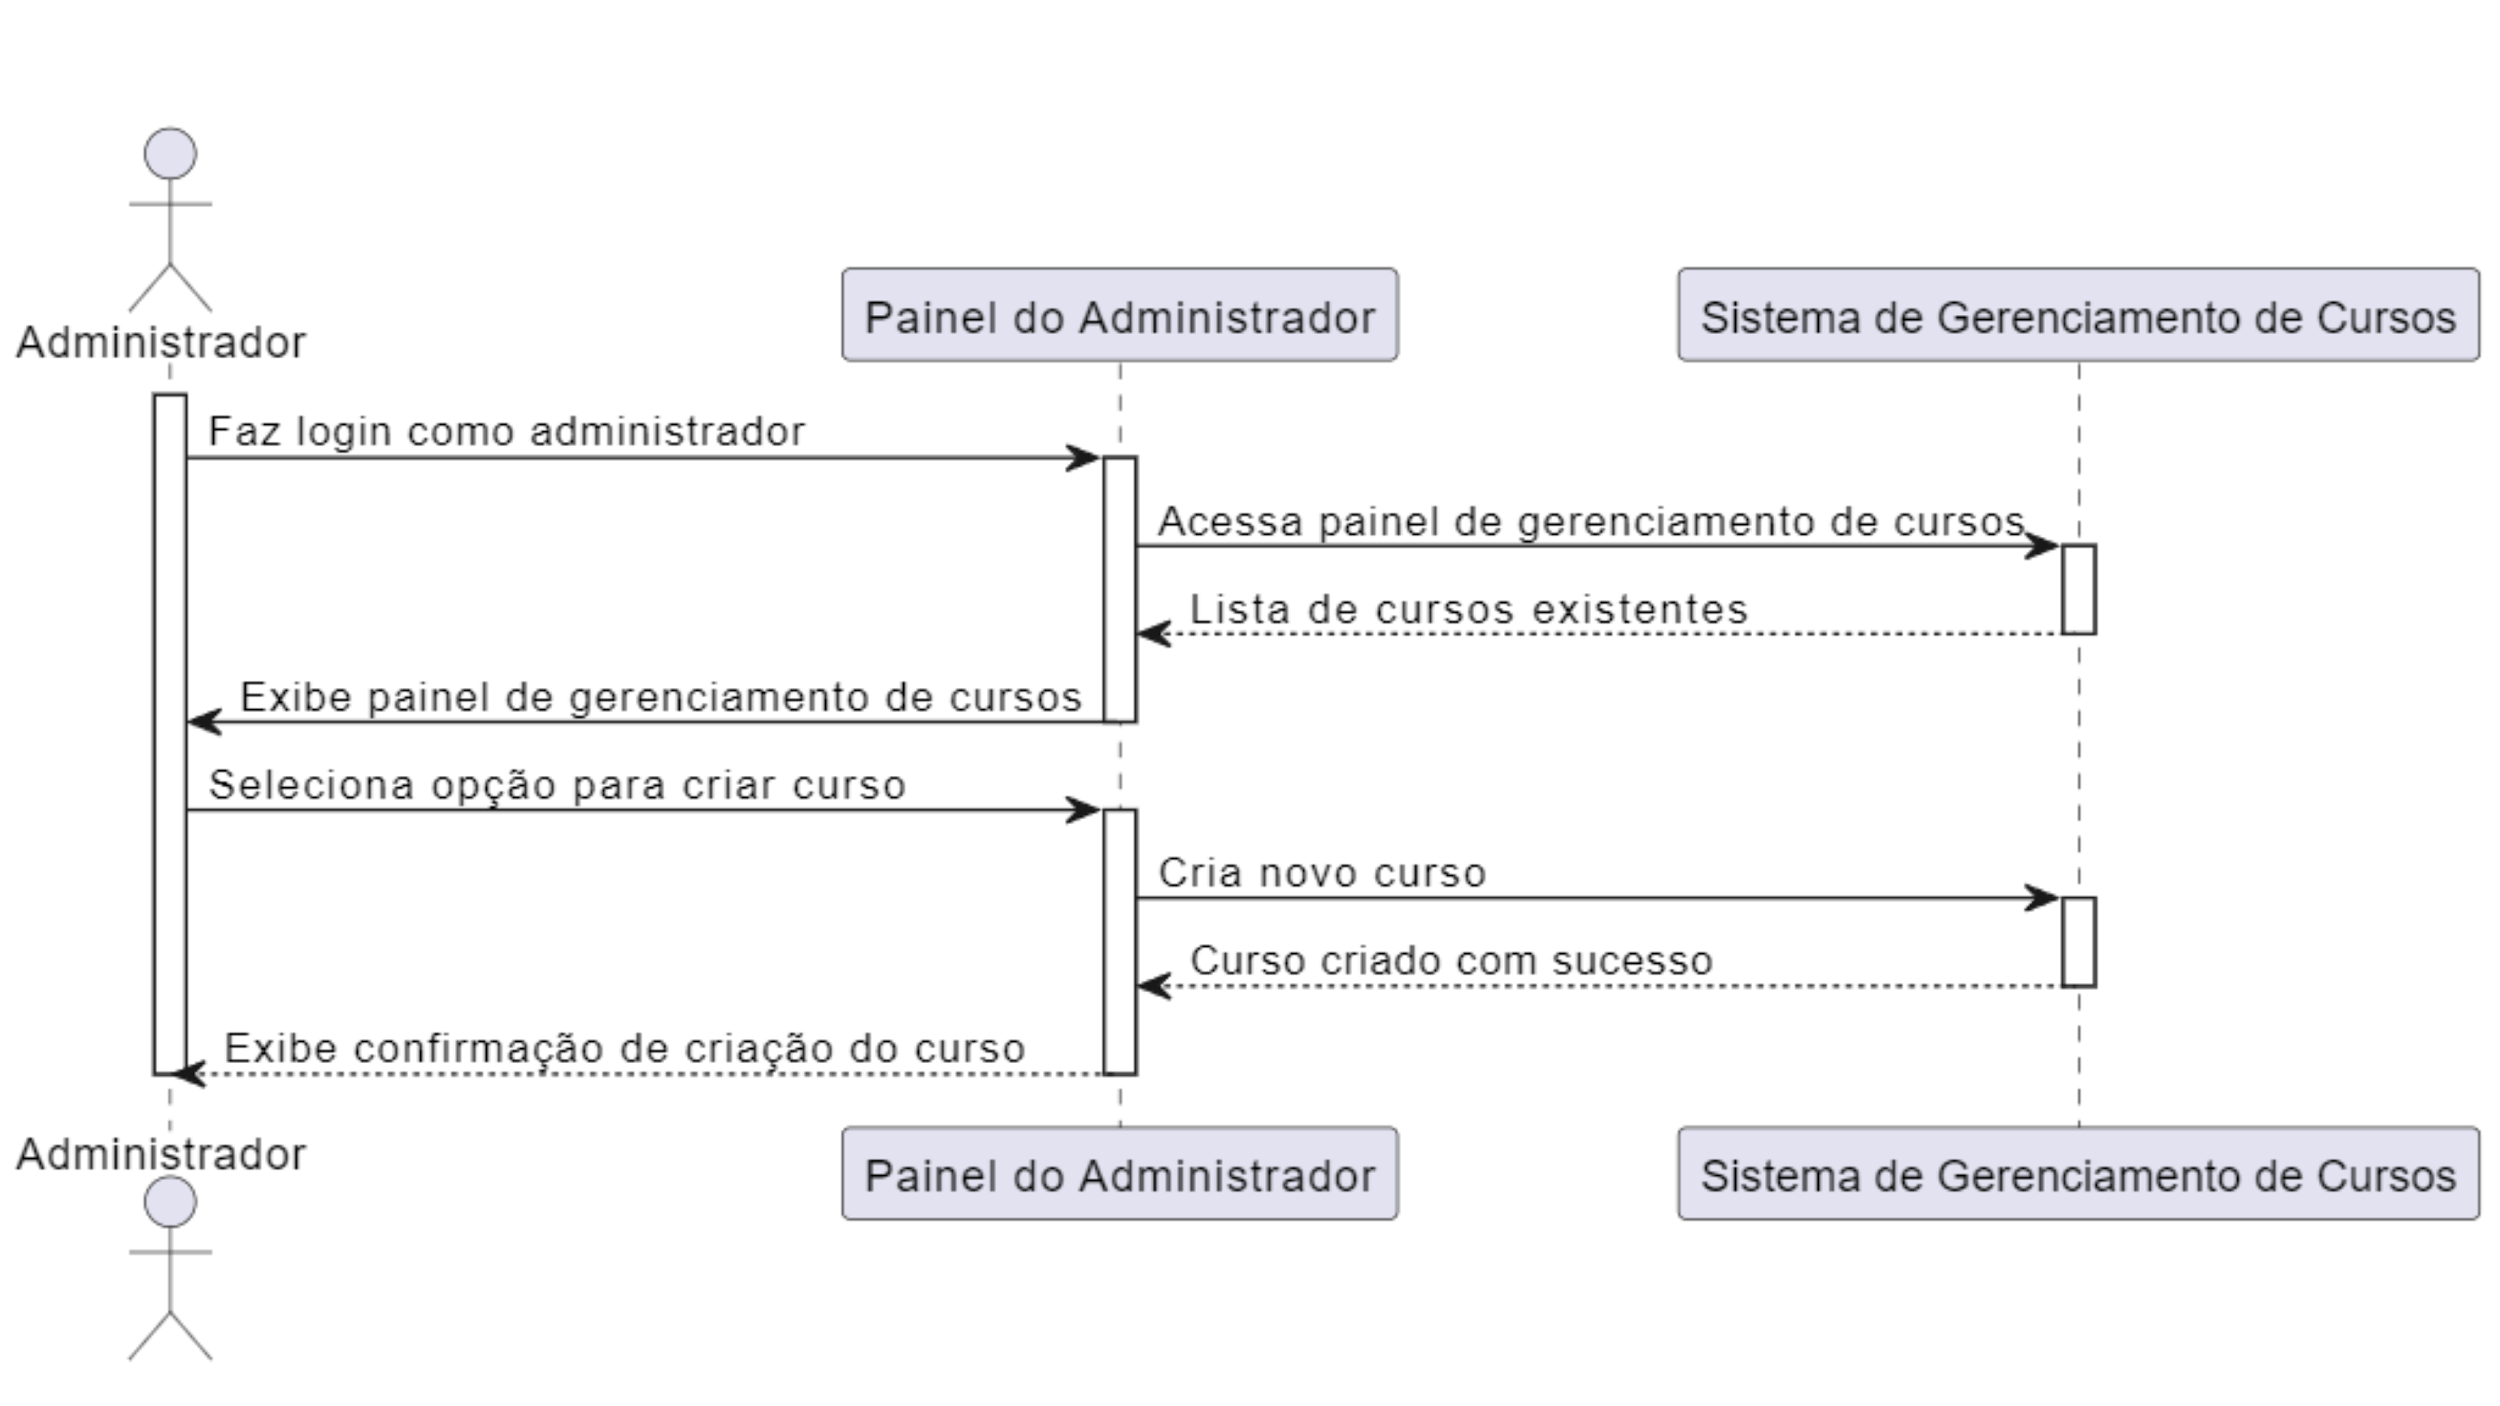 Administrador
Painel do Administrador
Sistema de Gerenciamento de Cursos
Faz login como administrador
Acessa painel de gerenciamento de cursos
Lista de cursos existentes
Exibe painel de gerenciamento de cursos
Seleciona opção para criar curso
Cria novo curso
Curso criado com sucesso
Exibe confirmação de criação do curso
Administrador
Painel do Administrador
Sistema de Gerenciamento de Cursos